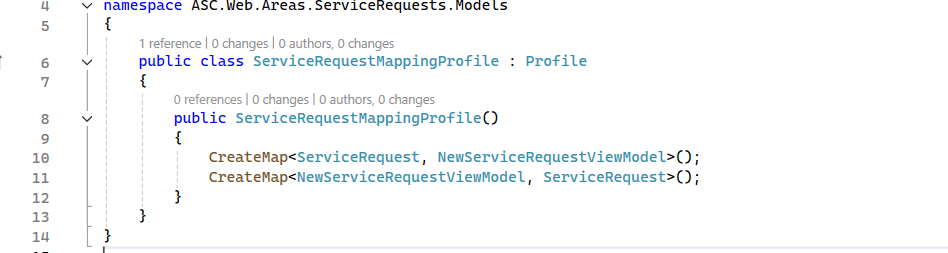 4 namespace ASC.Web.Areas.ServiceRequests.Models
5 {
1 reference | 0 changes | 0 authors, 0 changes
6 public class ServiceRequestMappingProfile : Profile
7 {
0 references | 0 changes | 0 authors, 0 changes
8 public ServiceRequestMappingProfile()
9 {
10 CreateMap<ServiceRequest, NewServiceRequestViewModel>();
11 CreateMap<NewServiceRequestViewModel, ServiceRequest>();
12 }
13 }
14 }